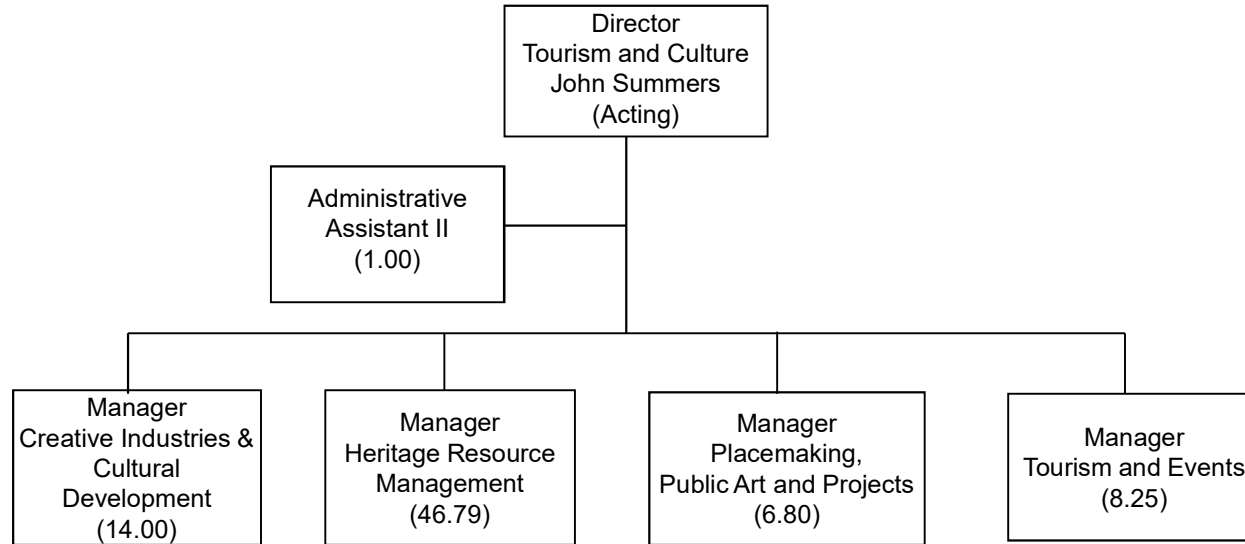 Director
Tourism and Culture
John Summers
(Acting)
Administrative
Assistant II
(1.00)
Manager
Creative Industries &
Cultural
Development
(14.00)
Manager
Heritage Resource
Management
(46.79)
Manager
Placemaking,
Public Art and Projects
(6.80)
Manager
Tourism and Events
(8.25)